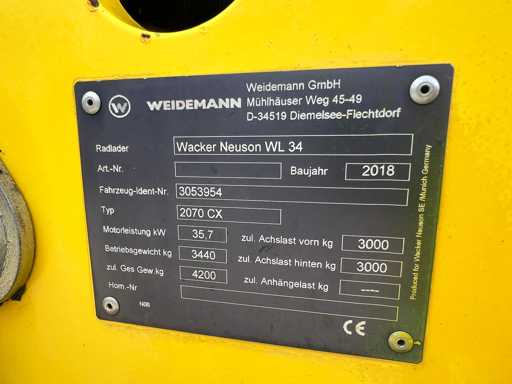 Weidemann GmbH
W WEIDEMANN Mühlhäuser Weg 45-49
D-34519 Diemelsee-Flechtdorf
Radlader Wacker Neuson WL 34
Art.-Nr. Baujahr 2018
Fahrzeug-Ident-Nr. 3053954
Typ 2070 CX
Motorleistung kW 35,7 zul. Achslast vorn kg 3000
Betriebsgewicht kg 3440 zul. Achslast hinten kg 3000
zul. Ges Gew.kg 4200 zul. Anhängelast kg ----
Hom.-Nr
CE
Produced for Wacker Neuson SE /Munich Germany